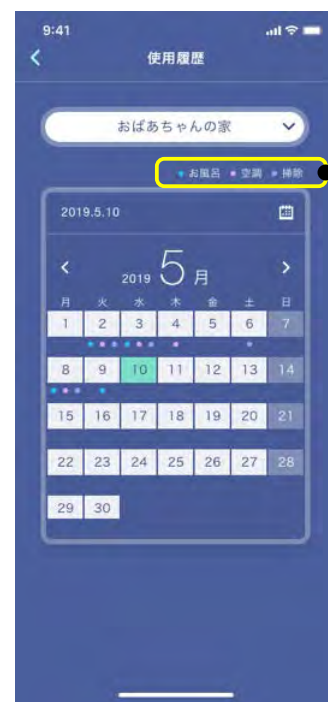 9:41
使用履歴
おばあちゃんの家
お風呂 空調 掃除
2019.5.10
2019 5 月
月 火 水 木 金 土 日
1 2 3 4 5 6 7
8 9 10 11 12 13 14
15 16 17 18 19 20 21
22 23 24 25 26 27 28
29 30